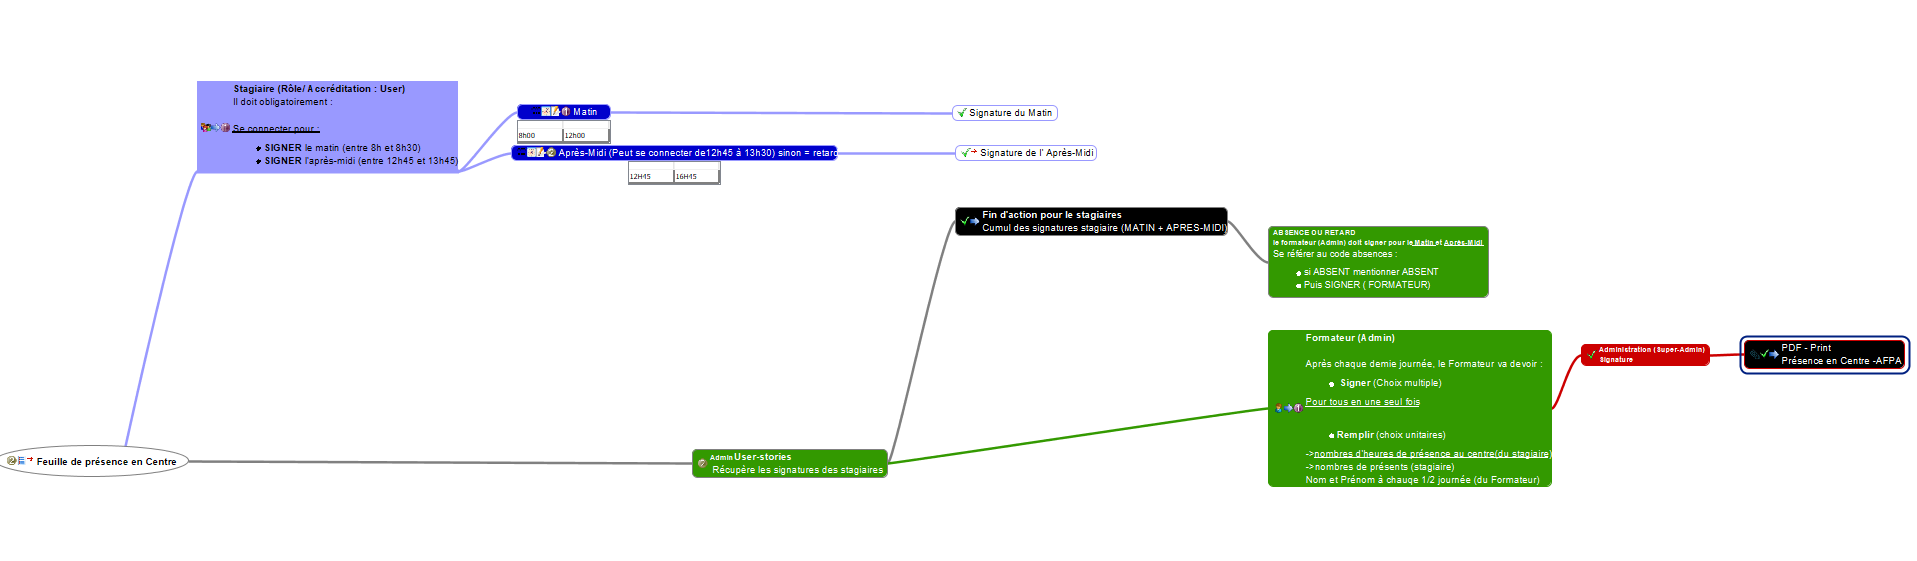 Stagiaire (Rôle/ Accréditation : User)
Il doit obligatoirement :
Se connecter pour :
SIGNER le matin (entre 8h et 8h30)
SIGNER l'après-midi (entre 12h45 et 13h45)
Matin
8h00 12h00
Signature du Matin
Après-Midi (Peut se connecter de12h45 à 13h30) sinon = retard
12H45 16H45
Signature de l' Après-Midi
Fin d'action pour le stagiaires
Cumul des signatures stagiaire (MATIN + APRES-MIDI)
ABSENCE OU RETARD
le formateur (Admin) doit signer pour le Matin et Après-Midi
Se référer au code absences :
si ABSENT mentionner ABSENT
Puis SIGNER ( FORMATEUR)
Formateur (Admin)
Après chaque demie journée, le Formateur va devoir :
Signer (Choix multiple)
Pour tous en une seul fois
Remplir (choix unitaires)
->nombres d'heures de présence au centre(du stagiaire)
->nombres de présents (stagiaire)
Nom et Prénom à chauqe 1/2 journée (du Formateur)
Administration (Super-Admin)
Signature
PDF - Print
Présence en Centre -AFPA
Feuille de présence en Centre
Admin User-stories
Récupère les signatures des stagiaires